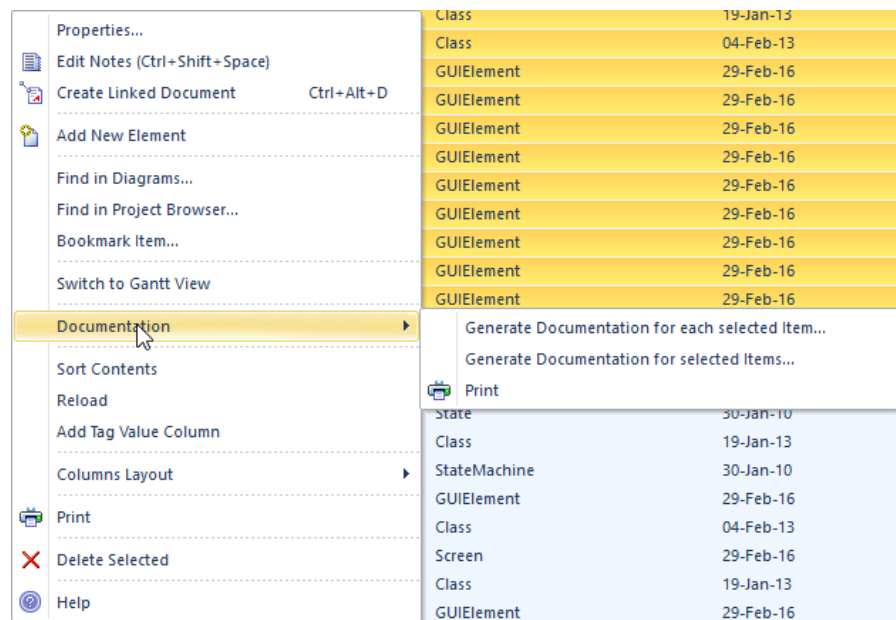 Properties...
Edit Notes (Ctrl+Shift+Space)
Create Linked Document Ctrl+Alt+D
Add New Element
Find in Diagrams...
Find in Project Browser...
Bookmark Item...
Switch to Gantt View
Documentation
Sort Contents
Reload
Add Tag Value Column
Columns Layout
Print
Delete Selected
Help
Class 19-Jan-13
Class 04-Feb-13
GUIElement 29-Feb-16
GUIElement 29-Feb-16
GUIElement 29-Feb-16
GUIElement 29-Feb-16
GUIElement 29-Feb-16
GUIElement 29-Feb-16
GUIElement 29-Feb-16
GUIElement 29-Feb-16
GUIElement 29-Feb-16
Generate Documentation for each selected Item...
Generate Documentation for selected Items...
Print
State 30-Jan-10
Class 19-Jan-13
StateMachine 30-Jan-10
GUIElement 29-Feb-16
Class 04-Feb-13
Screen 29-Feb-16
Class 19-Jan-13
GUIElement 29-Feb-16